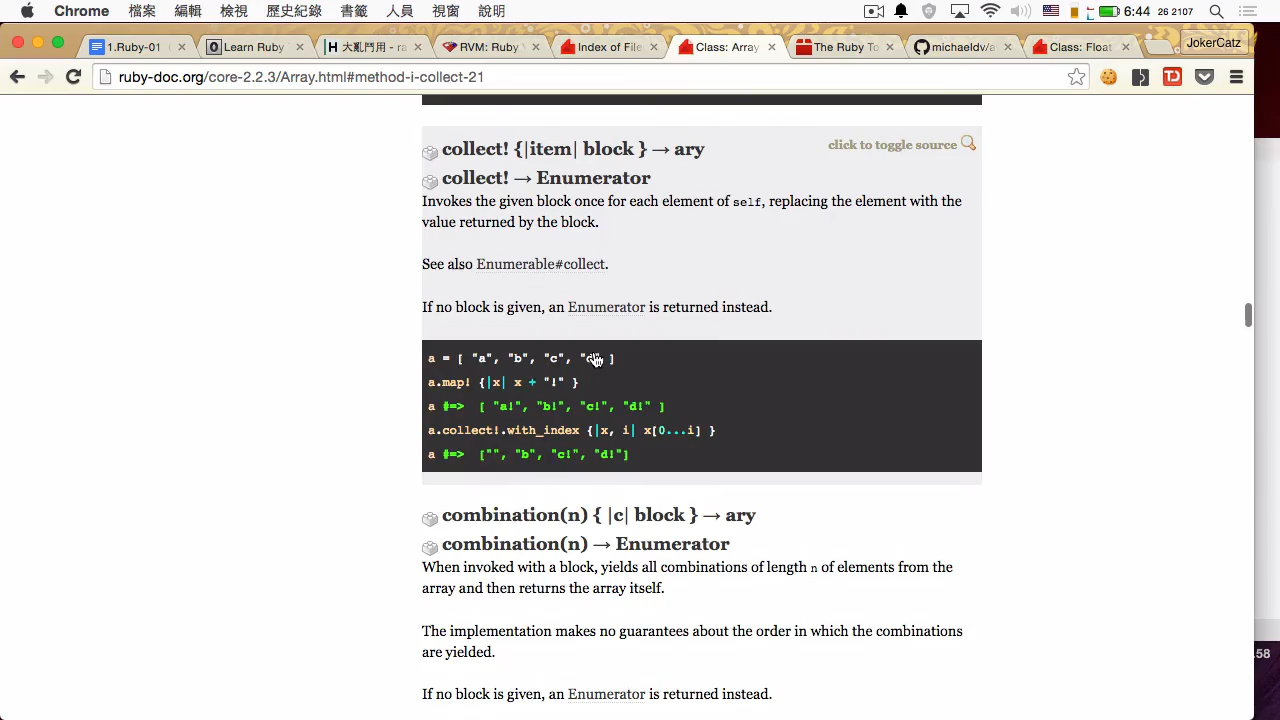 Chrome 檔案 編輯 檢視 歷史紀錄 書籤 人員 視窗 說明 6:44 26 2107
1.Ruby-01 Learn Ruby 大亂鬥用 - ra RVM: Ruby Index of File Class: Array The Ruby To michaeldv/a Class: Float JokerCatz
ruby-doc.org/core-2.2.3/Array.html#method-i-collect-21
collect! {|item| block } → ary
click to toggle source
collect! → Enumerator
Invokes the given block once for each element of self, replacing the element with the
value returned by the block.
See also Enumerable#collect.
If no block is given, an Enumerator is returned instead.
a = [ "a", "b", "c", "d" ]
a.map! {|x| x + "!" }
a #=> [ "a!", "b!", "c!", "d!" ]
a.collect!.with_index {|x, i| x[0...i] }
a #=> ["", "b", "c!", "d!"]
combination(n) { |c| block } → ary
combination(n) → Enumerator
When invoked with a block, yields all combinations of length n of elements from the
array and then returns the array itself.
The implementation makes no guarantees about the order in which the combinations
are yielded.
If no block is given, an Enumerator is returned instead.
.58